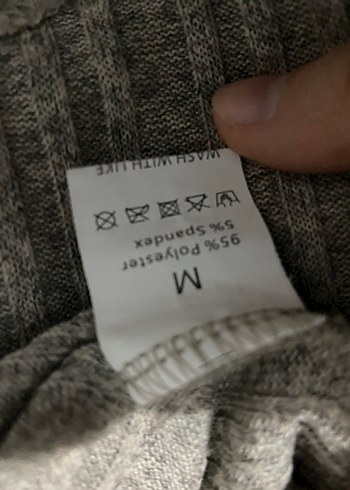 M
95% Polyester
5% Spandex
WASH WITH LIKE